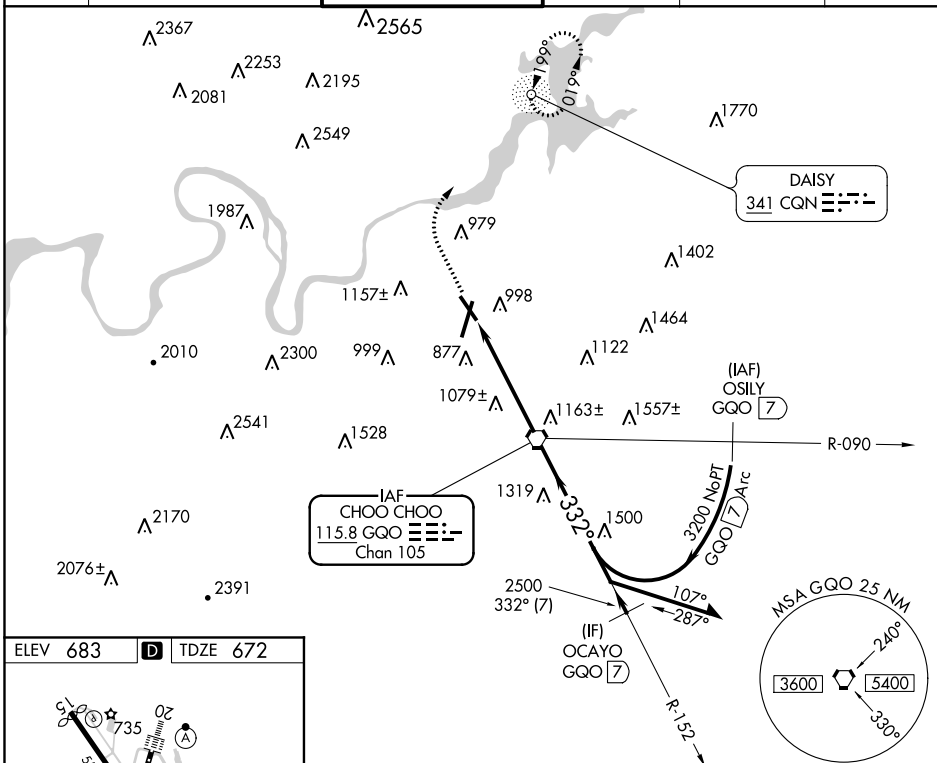 2367
2565
2253
2195
2081
199°
019°
1770
2549
DAISY
341 CQN
1987
979
1402
1157±
998
1464
2010
2300
999
877
1122
(IAF)
OSILY
GQO 7
1079±
1163±
1557±
2541
1528
R-090
IAF
CHOO CHOO
115.8 GQO
Chan 105
1319
332°
1500
3200 NoPT
GQO 7 Arc
2170
2076±
2391
2500
332° (7)
107°
287°
(IF)
OCAYO
GQO 7
R-152
MSA GQO 25 NM
240°
3600
5400
330°
ELEV 683
D
TDZE 672
15
P
735
20
A